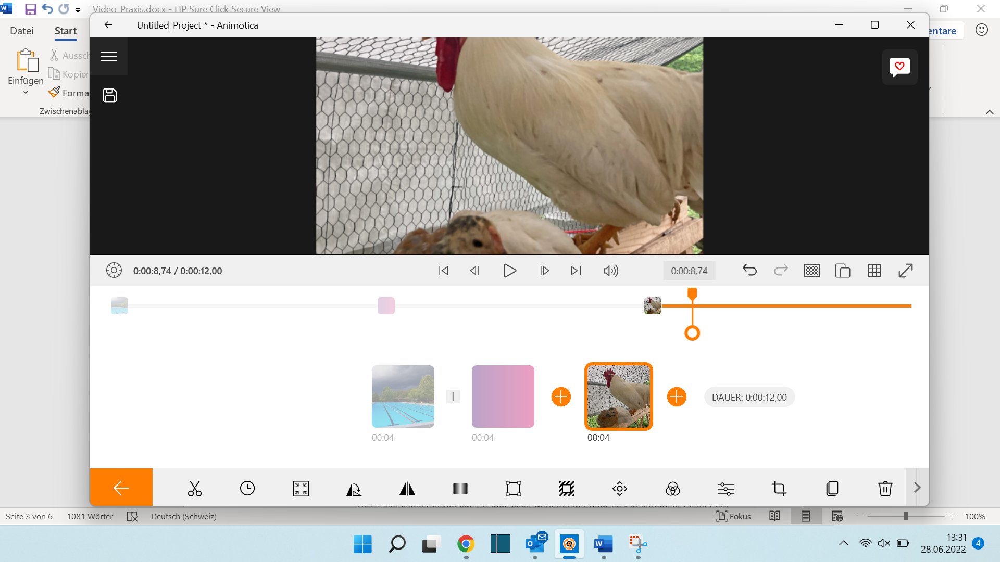 Video_Praxis.docx - HP Sure Click Secure View
Untitled_Project * - Animotica
Datei
Start
entare
Aussch
Einfügen
Kopier
Format
Zwischenablag
0:00:8,74 / 0:00:12,00
0:00:8,74
00:04
00:04
00:04
DAUER: 0:00:12,00
Seite 3 von 6
1081 Wörter
Deutsch (Schweiz)
Fokus
100%
13:31
28.06.2022
4